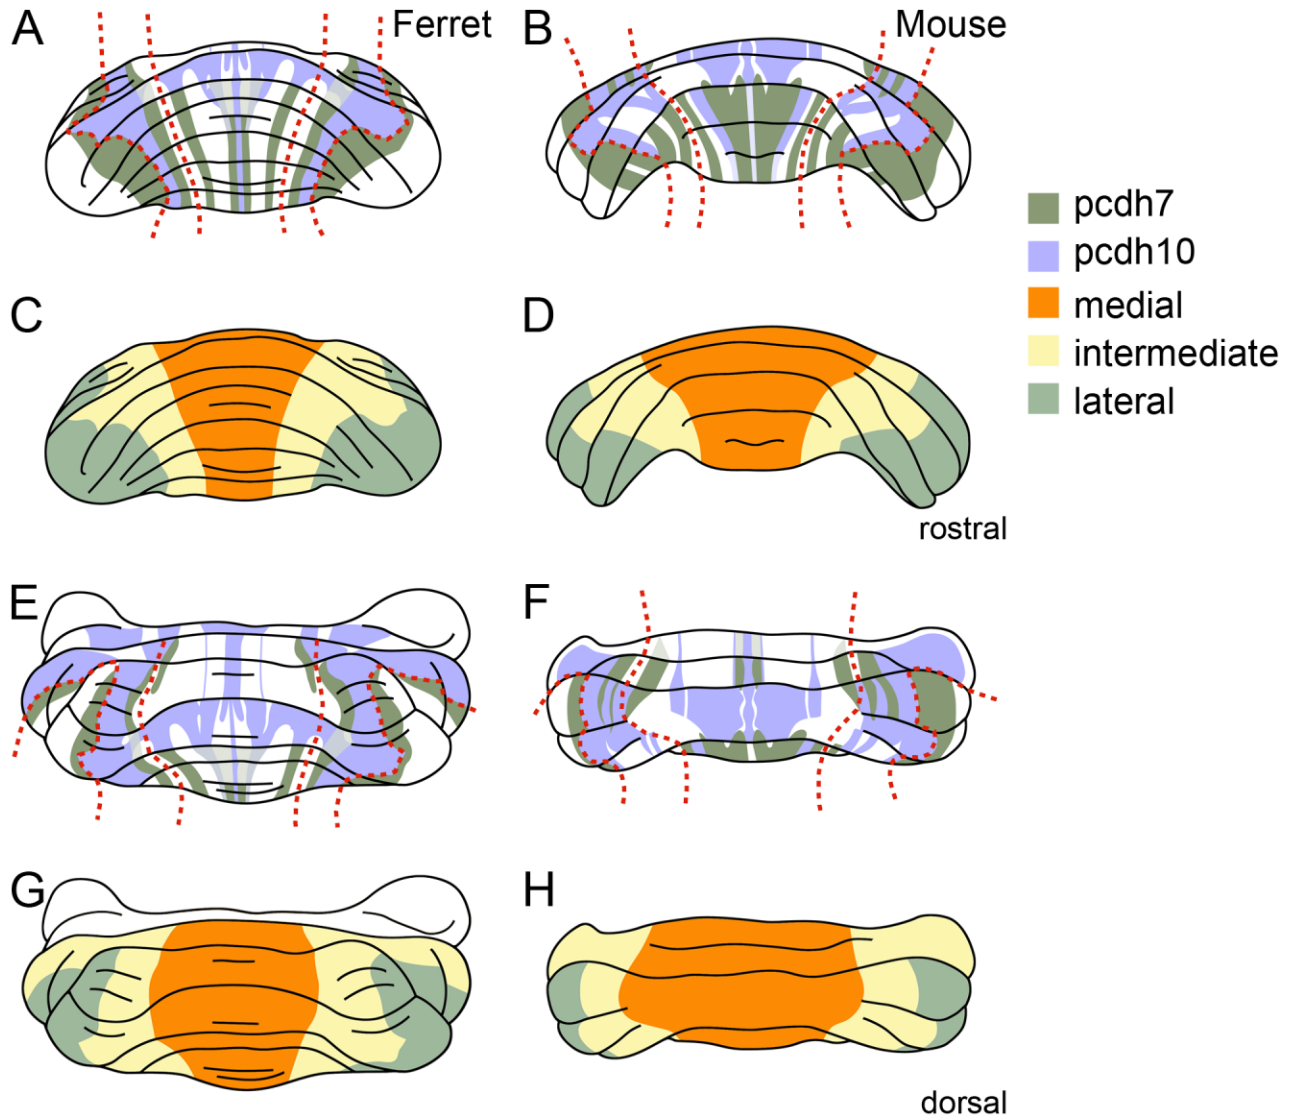 A
Ferret
B
Mouse
pcdh7
pcdh10
medial
intermediate
lateral
C
D
rostral
E
F
G
H
dorsal